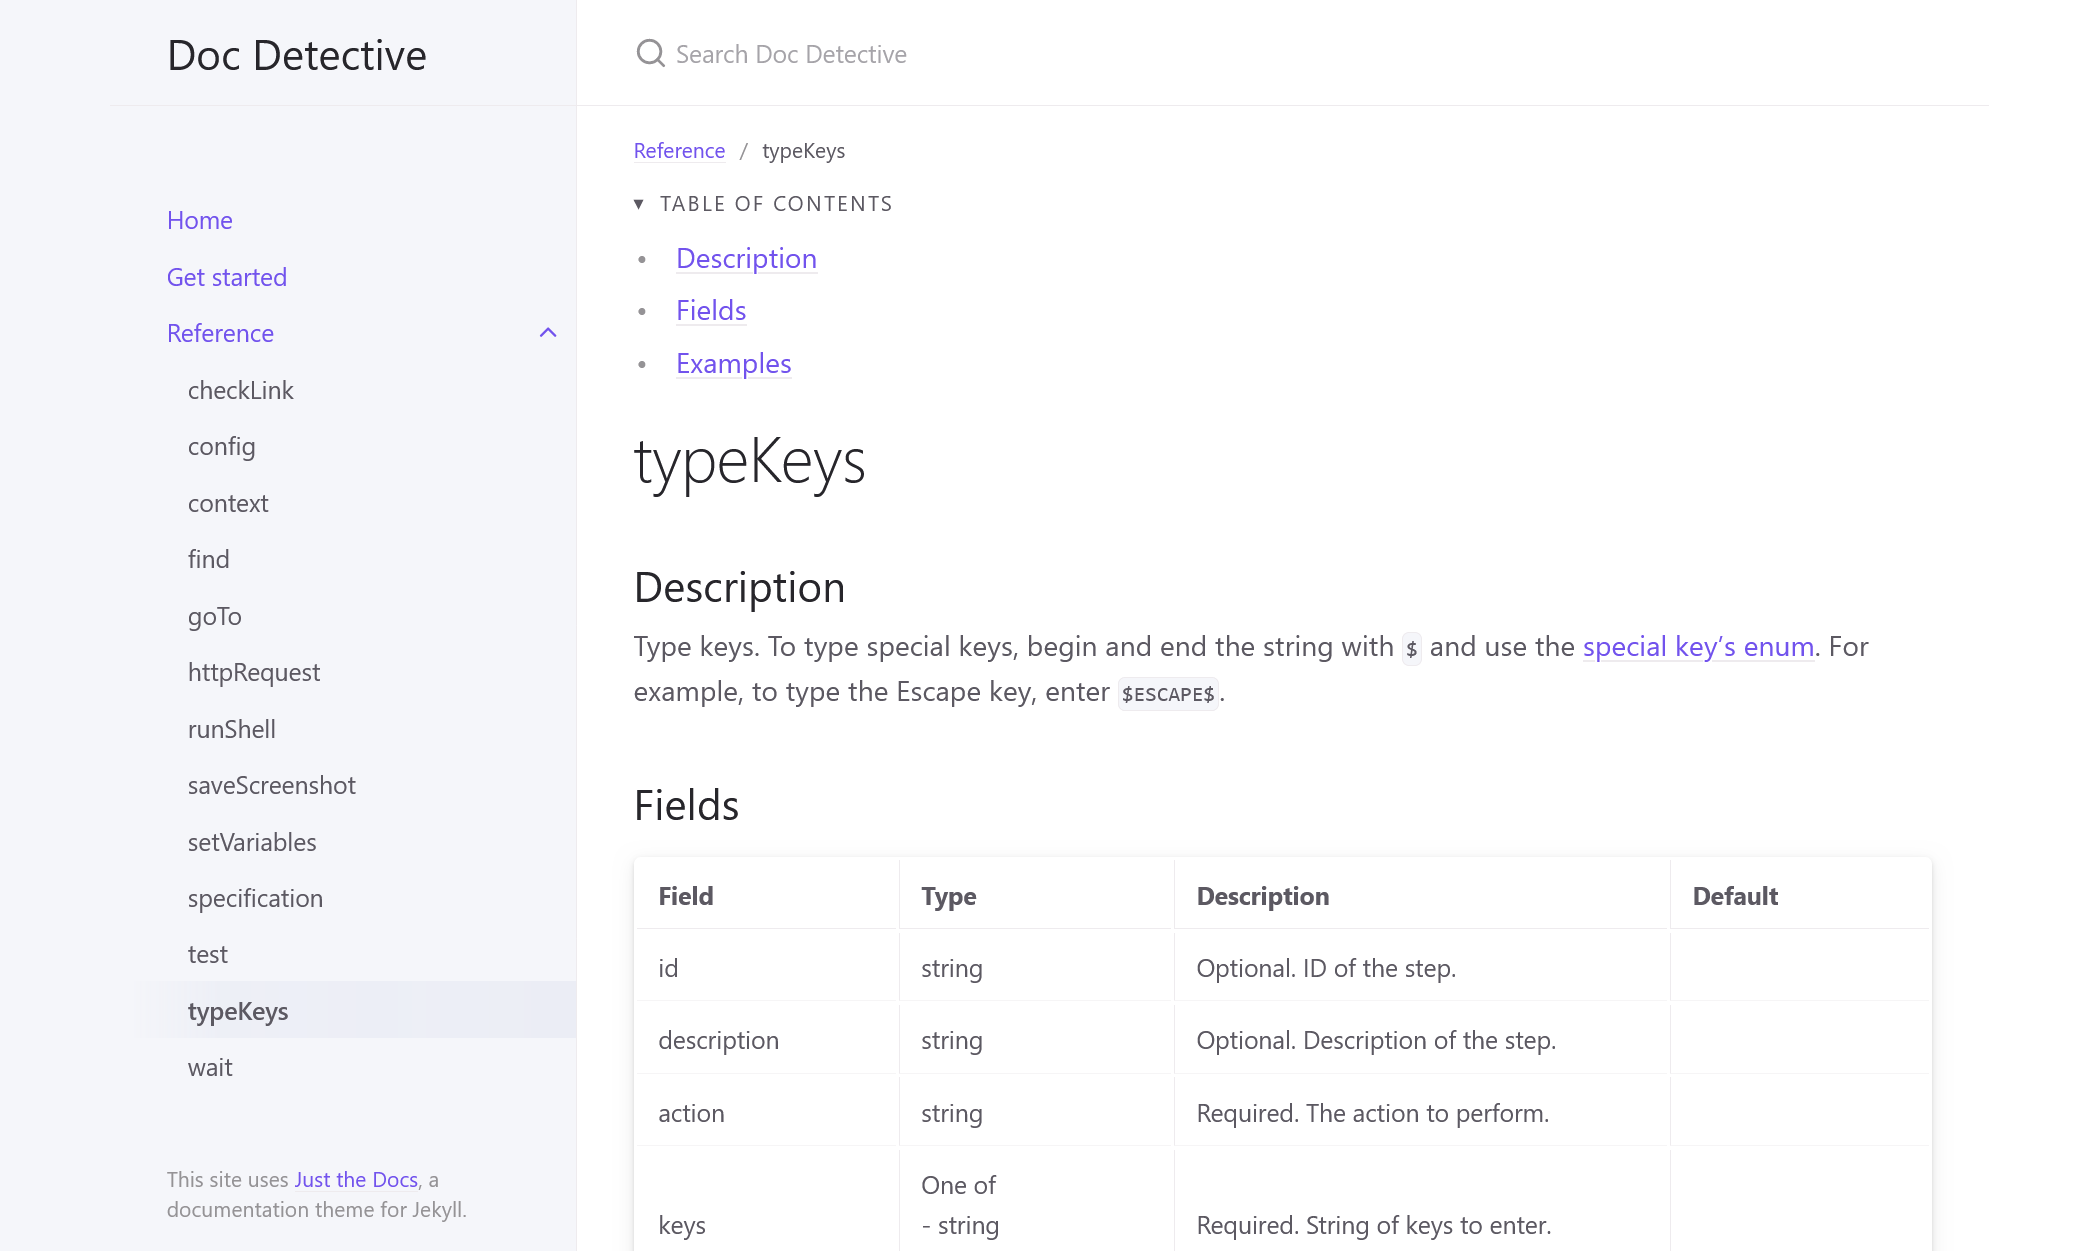 Doc Detective
Search Doc Detective
Home
Get started
Reference
checkLink
config
context
find
goTo
httpRequest
runShell
saveScreenshot
setVariables
specification
test
typeKeys
wait
This site uses Just the Docs, a
documentation theme for Jekyll.
Reference / typeKeys
▼ TABLE OF CONTENTS
• Description
• Fields
• Examples
typeKeys
Description
Type keys. To type special keys, begin and end the string with $ and use the special key’s enum. For
example, to type the Escape key, enter $ESCAPE$.
Fields
Field Type Description Default
id string Optional. ID of the step.
description string Optional. Description of the step.
action string Required. The action to perform.
One of
keys - string Required. String of keys to enter.